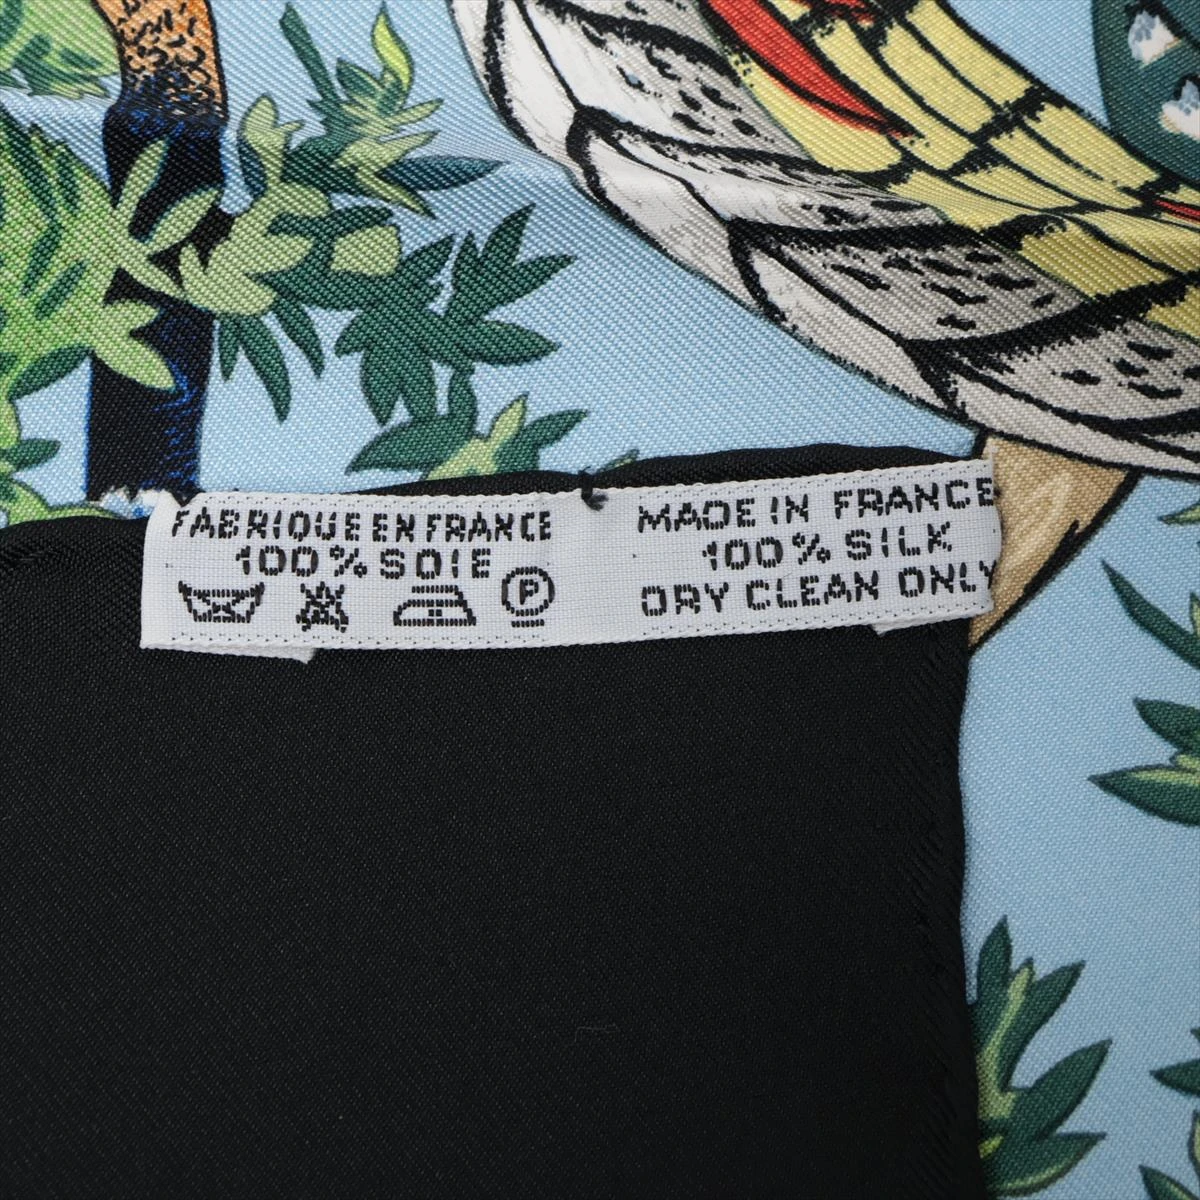 FABRIQUE EN FRANCE
100% SOIE
P
MADE IN FRANCE
100% SILK
DRY CLEAN ONLY